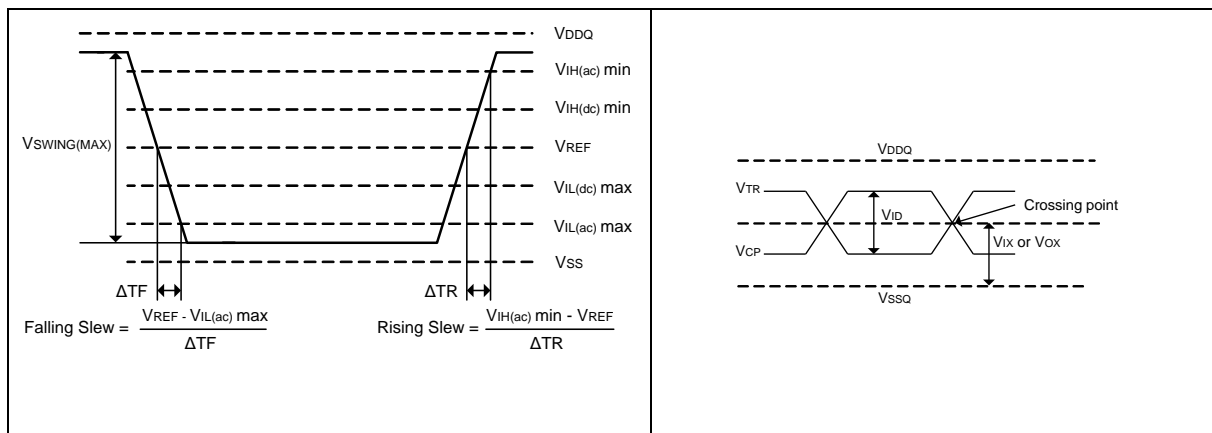 VDDQ
VIH(ac) min
VIH(dc) min
VSWING(MAX)
VREF
VIL(dc) max
VIL(ac) max
VSS
ΔTF
ΔTR
Falling Slew = VREF - VIL(ac) max
ΔTF
Rising Slew = VIH(ac) min - VREF
ΔTR
VDDQ
VTR
VID
Crossing point
VCP
VIX or VOX
VSSQ